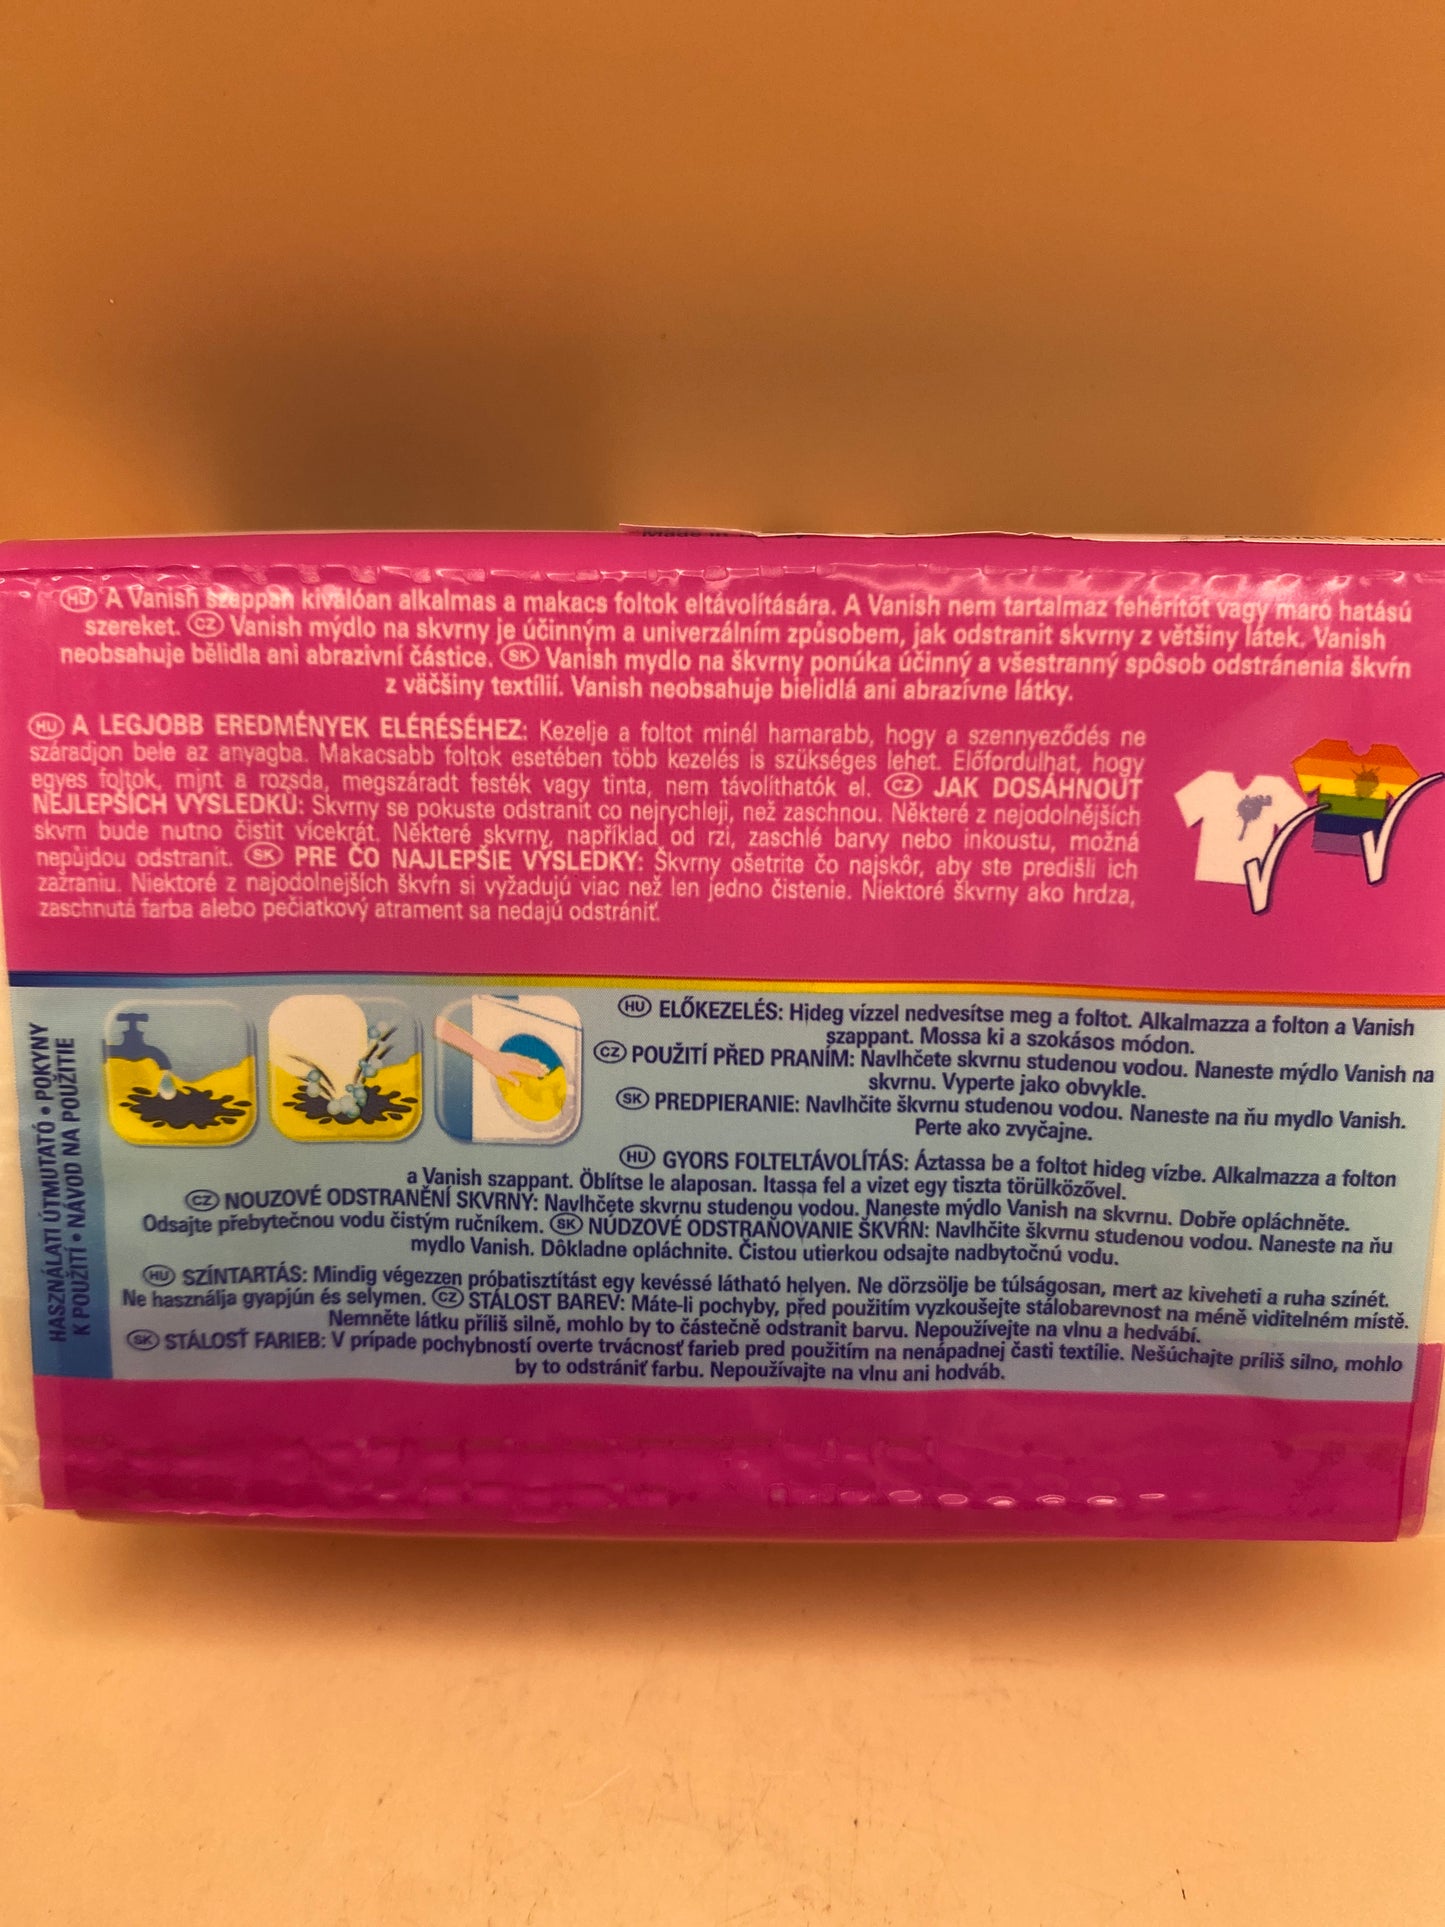 Made in
HU A Vanish szappan kiválóan alkalmas a makacs foltok eltávolítására. A Vanish nem tartalmaz fehérítőt vagy maró hatású
szereket. CZ Vanish mýdlo na skvrny je účinným a univerzálním způsobem, jak odstranit skvrny z většiny látek. Vanish
neobsahuje bělidla ani abrazivní částice. SK Vanish mydlo na škvrny ponúka účinný a všestranný spôsob odstránenia škvŕn
z väčšiny textílií. Vanish neobsahuje bielidlá ani abrazívne látky.
HU A LEGJOBB EREDMÉNYEK ELÉRÉSÉHEZ: Kezelje a foltot minél hamarabb, hogy a szennyeződés ne
száradjon bele az anyagba. Makacsabb foltok esetében több kezelés is szükséges lehet. Előfordulhat, hogy
egyes foltok, mint a rozsda, megszáradt festék vagy tinta, nem távolíthatók el. CZ JAK DOSÁHNOUT
NEJLEPŠÍCH VÝSLEDKŮ: Skvrny se pokuste odstranit co nejrychleji, než zaschnou. Některé z nejodolnějších
skvrn bude nutno čistit vícekrát. Některé skvrny, například od rzi, zaschlé barvy nebo inkoustu, možná
nepůjdou odstranit. SK PRE ČO NAJLEPŠIE VÝSLEDKY: Škvrny ošetrite čo najskôr, aby ste predišli ich
zažraniu. Niektoré z najodolnejších škvŕn si vyžadujú viac než len jedno čistenie. Niektoré škvrny ako hrdza,
zaschnutá farba alebo pečiatkový atrament sa nedajú odstrániť.
HASZNÁLATI ÚTMUTATÓ • POKYNY
K POUŽITÍ • NÁVOD NA POUŽITIE
HU ELŐKEZELÉS: Hideg vízzel nedvesítse meg a foltot. Alkalmazza a folton a Vanish
szappant. Mossa ki a szokásos módon.
CZ POUŽITÍ PŘED PRANÍM: Navlhčete skvrnu studenou vodou. Naneste mýdlo Vanish na
skvrnu. Vyperte jako obvykle.
SK PREDPIERANIE: Navlhčite škvrnu studenou vodou. Naneste na ňu mydlo Vanish.
Perte ako zvyčajne.
HU GYORS FOLTELTÁVOLÍTÁS: Áztassa be a foltot hideg vízbe. Alkalmazza a folton
a Vanish szappant. Öblítse le alaposan. Itassa fel a vizet egy tiszta törülközővel.
CZ NOUZOVÉ ODSTRANĚNÍ SKVRNY: Navlhčete skvrnu studenou vodou. Naneste mýdlo Vanish na skvrnu. Dobře opláchněte.
Odsajte přebytečnou vodu čistým ručníkem. SK NÚDZOVÉ ODSTRAŇOVANIE ŠKVŔN: Navlhčite škvrnu studenou vodou. Naneste na ňu
mydlo Vanish. Dôkladne opláchnite. Čistou utierkou odsajte nadbytočnú vodu.
HU SZÍNTARTÁS: Mindig végezzen próbatisztítást egy kevéssé látható helyen. Ne dörzsölje be túlságosan, mert az kiveheti a ruha színét.
Ne használja gyapjún és selymen. CZ STÁLOST BAREV: Máte-li pochyby, před použitím vyzkoušejte stálobarevnost na méně viditelném místě.
Nemněte látku příliš silně, mohlo by to částečně odstranit barvu. Nepoužívejte na vlnu a hedvábí.
SK STÁLOSŤ FARIEB: V prípade pochybností overte trvácnosť farieb pred použitím na nenápadnej časti textílie. Nešúchajte príliš silno, mohlo
by to odstrániť farbu. Nepoužívajte na vlnu ani hodváb.